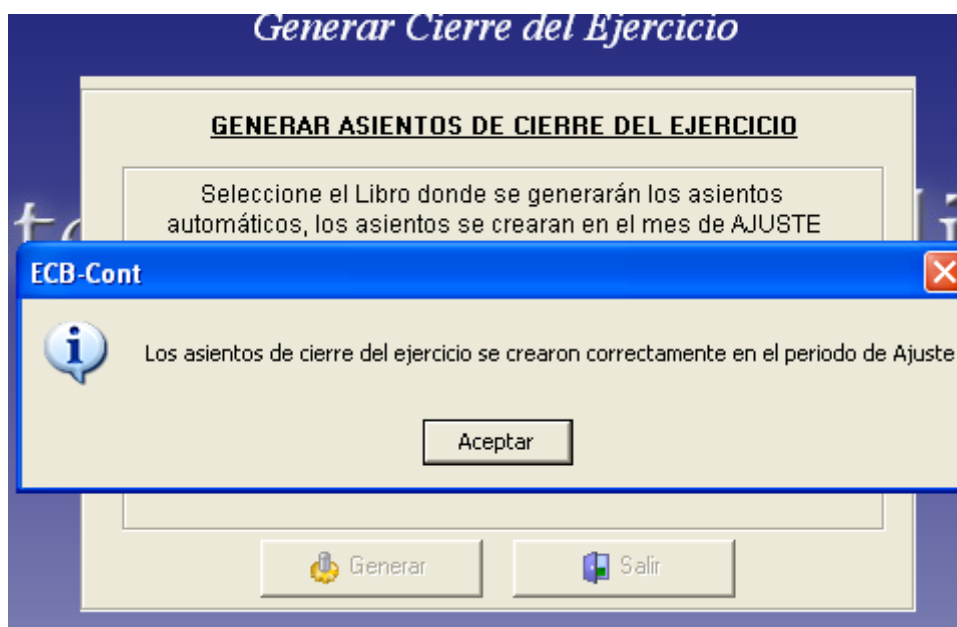 Generar Cierre del Ejercicio
GENERAR ASIENTOS DE CIERRE DEL EJERCICIO
Seleccione el Libro donde se generarán los asientos
automáticos, los asientos se crearan en el mes de AJUSTE
ECB-Cont
Los asientos de cierre del ejercicio se crearon correctamente en el periodo de Ajuste
Aceptar
Generar
Salir